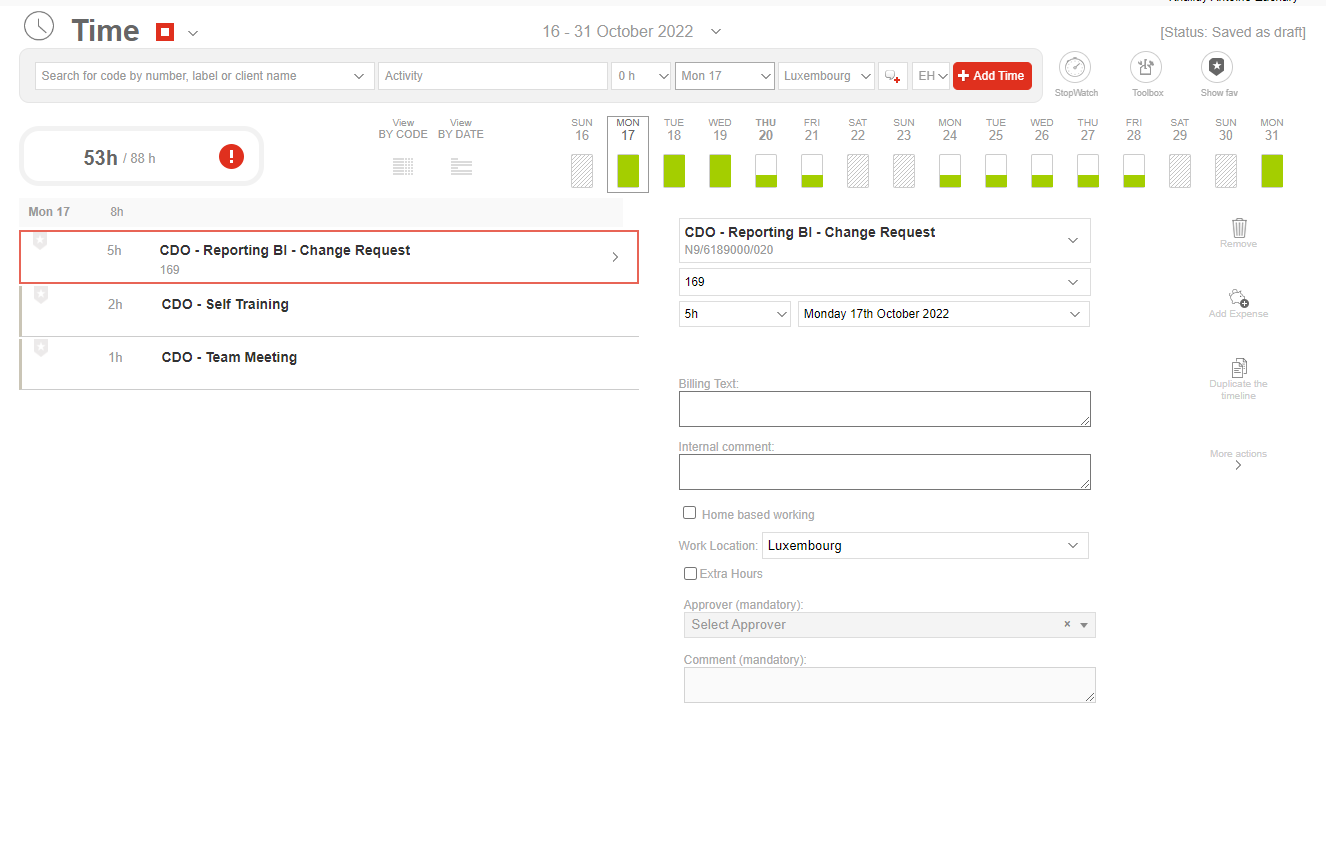 Time
16 - 31 October 2022
[Status: Saved as draft]
Search for code by number, label or client name
Activity
0 h
Mon 17
Luxembourg
EH
Add Time
StopWatch
Toolbox
Show fav
53h / 88 h
View
BY CODE
View
BY DATE
SUN
16
MON
17
TUE
18
WED
19
THU
20
FRI
21
SAT
22
SUN
23
MON
24
TUE
25
WED
26
THU
27
FRI
28
SAT
29
SUN
30
MON
31
Mon 17 8h
5h CDO - Reporting BI - Change Request
169
2h CDO - Self Training
1h CDO - Team Meeting
CDO - Reporting BI - Change Request
N9/6189000/020
169
5h
Monday 17th October 2022
Billing Text:
Internal comment:
Home based working
Work Location: Luxembourg
Extra Hours
Approver (mandatory):
Select Approver
Comment (mandatory):
Remove
Add Expense
Duplicate the
timeline
More actions